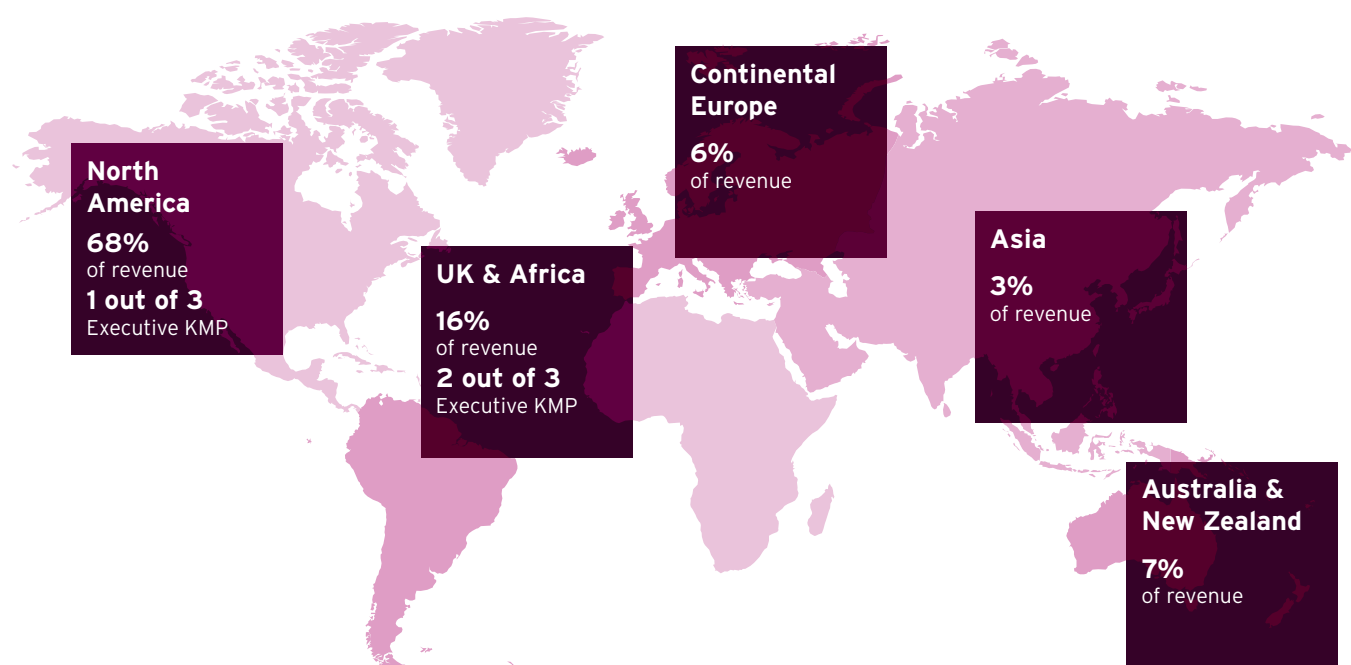 North
America
68%
of revenue
1 out of 3
Executive KMP
UK & Africa
16%
of revenue
2 out of 3
Executive KMP
Continental
Europe
6%
of revenue
Asia
3%
of revenue
Australia &
New Zealand
7%
of revenue